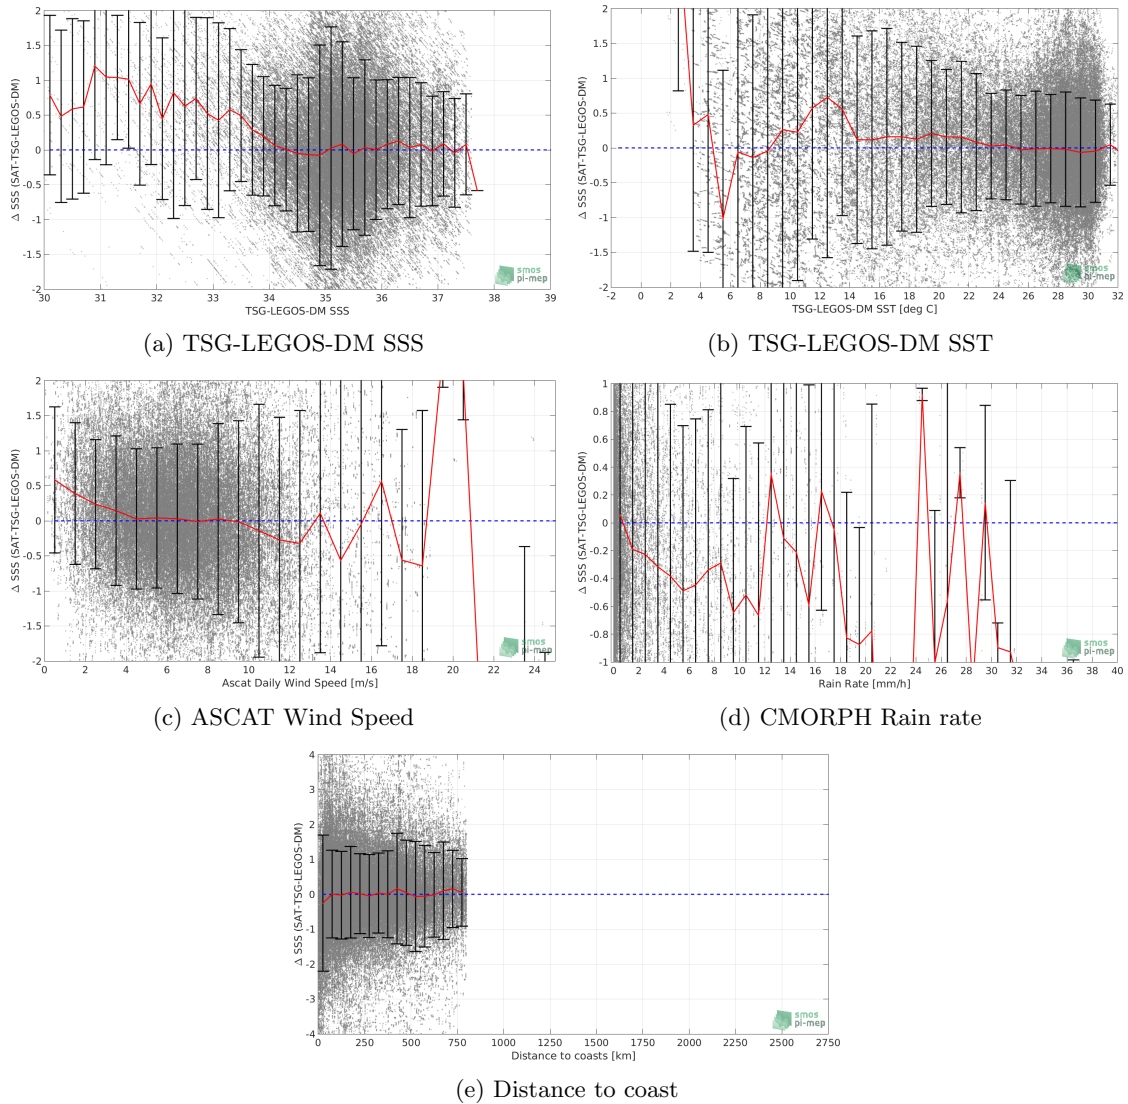 2
1.5
1
0.5
0
-0.5
-1
-1.5
-2
Δ SSS (SAT-TSG-LEGOS-DM)
30 31 32 33 34 35 36 37 38 39
TSG-LEGOS-DM SSS
smos
pi-mep
(a) TSG-LEGOS-DM SSS
2
1.5
1
0.5
0
-0.5
-1
-1.5
-2
Δ SSS (SAT-TSG-LEGOS-DM)
-2 0 2 4 6 8 10 12 14 16 18 20 22 24 26 28 30 32
TSG-LEGOS-DM SST [deg C]
smos
pi-mep
(b) TSG-LEGOS-DM SST
2
1.5
1
0.5
0
-0.5
-1
-1.5
-2
Δ SSS (SAT-TSG-LEGOS-DM)
0 2 4 6 8 10 12 14 16 18 20 22 24
Ascat Daily Wind Speed [m/s]
smos
pi-mep
(c) ASCAT Wind Speed
1
0.8
0.6
0.4
0.2
0
-0.2
-0.4
-0.6
-0.8
-1
Δ SSS (SAT-TSG-LEGOS-DM)
0 2 4 6 8 10 12 14 16 18 20 22 24 26 28 30 32 34 36 38 40
Rain Rate [mm/h]
smos
pi-mep
(d) CMORPH Rain rate
4
3
2
1
0
-1
-2
-3
-4
Δ SSS (SAT-TSG-LEGOS-DM)
0 250 500 750 1000 1250 1500 1750 2000 2250 2500 2750
Distance to coasts [km]
smos
pi-mep
(e) Distance to coast